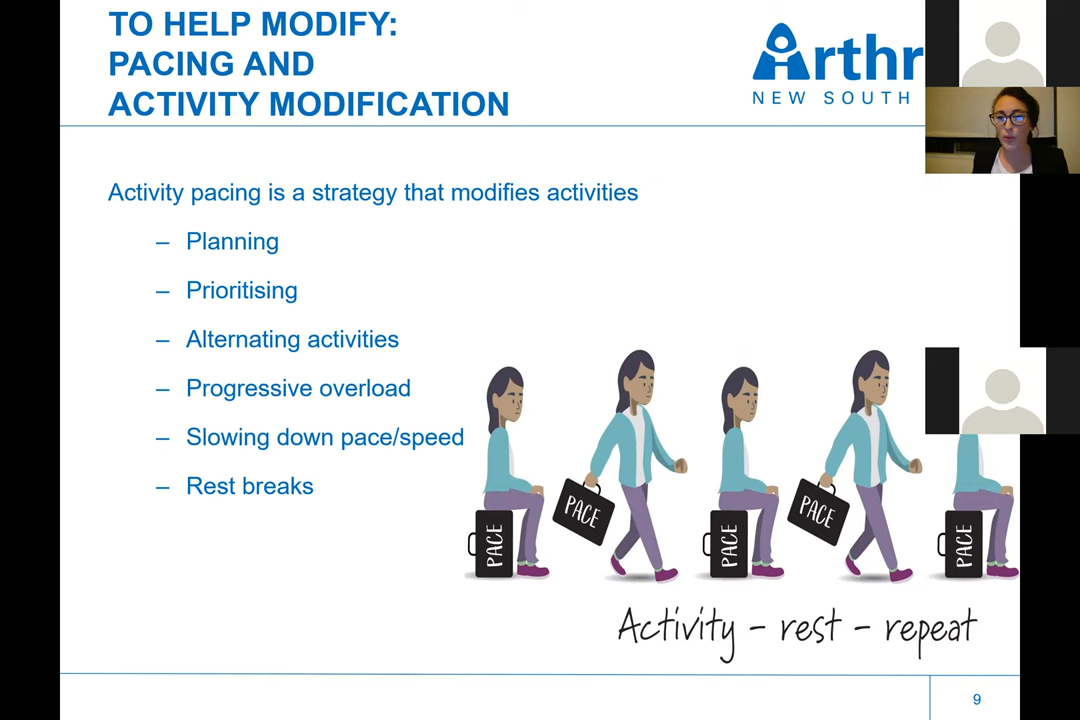 TO HELP MODIFY:
PACING AND
ACTIVITY MODIFICATION
Arthr
NEW SOUTH
Activity pacing is a strategy that modifies activities
– Planning
– Prioritising
– Alternating activities
– Progressive overload
– Slowing down pace/speed
– Rest breaks
PACE
PACE
PACE
PACE
PACE
Activity – rest – repeat
9